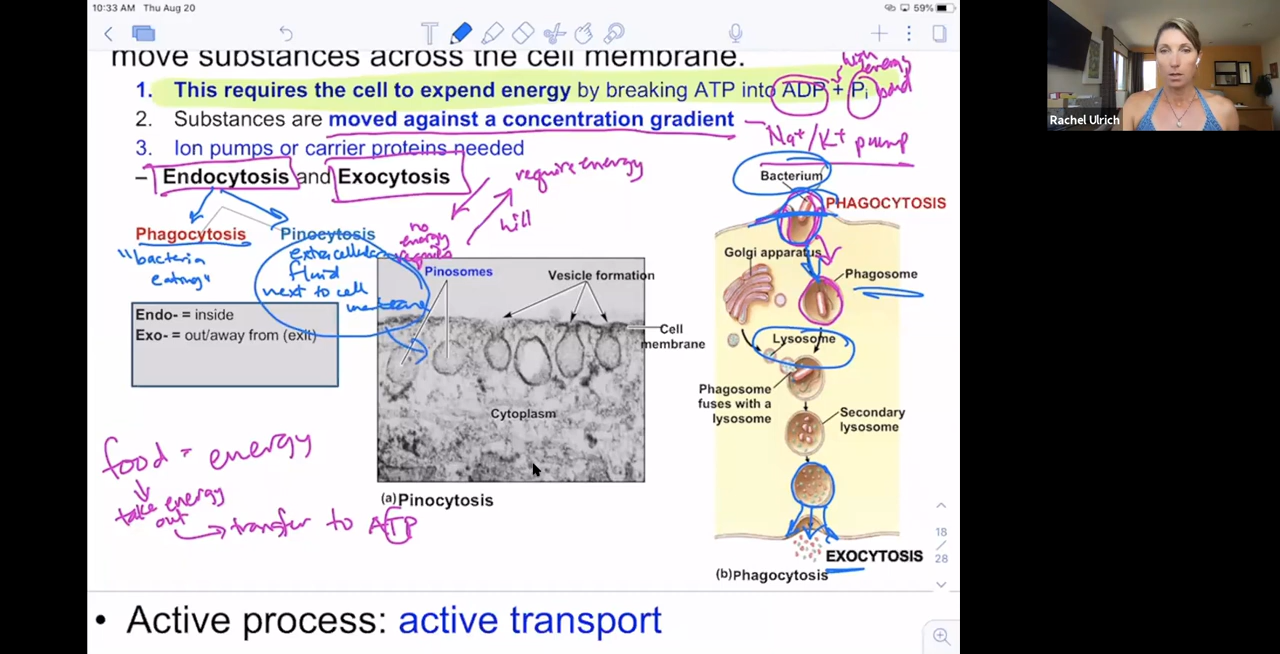 10:33 AM Thu Aug 20
59%
move substances across the cell membrane.
high
energy
bond
1. This requires the cell to expend energy by breaking ATP into ADP + Pi
2. Substances are moved against a concentration gradient
Na+/K+ pump
3. Ion pumps or carrier proteins needed
– Endocytosis and Exocytosis
require energy
hill
no
energy
Phagocytosis
Pinocytosis
"bacteria
eating"
extracellular
fluid
next to cell
membrane
Endo- = inside
Exo- = out/away from (exit)
food = energy
take energy
out
transfer to ATP
Pinosomes
Vesicle formation
Cell
membrane
Cytoplasm
(a) Pinocytosis
Bacterium
PHAGOCYTOSIS
Golgi apparatus
Phagosome
Lysosome
Phagosome
fuses with a
lysosome
Secondary
lysosome
EXOCYTOSIS
(b) Phagocytosis
18
/
28
• Active process: active transport
Rachel Ulrich